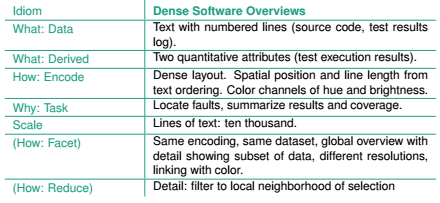 Idiom Dense Software Overviews
What: Data Text with numbered lines (source code, test results
log).
What: Derived Two quantitative attributes (test execution results).
How: Encode Dense layout. Spatial position and line length from
text ordering. Color channels of hue and brightness.
Why: Task Locate faults, summarize results and coverage.
Scale Lines of text: ten thousand.
(How: Facet) Same encoding, same dataset, global overview with
detail showing subset of data, different resolutions,
linking with color.
(How: Reduce) Detail: filter to local neighborhood of selection